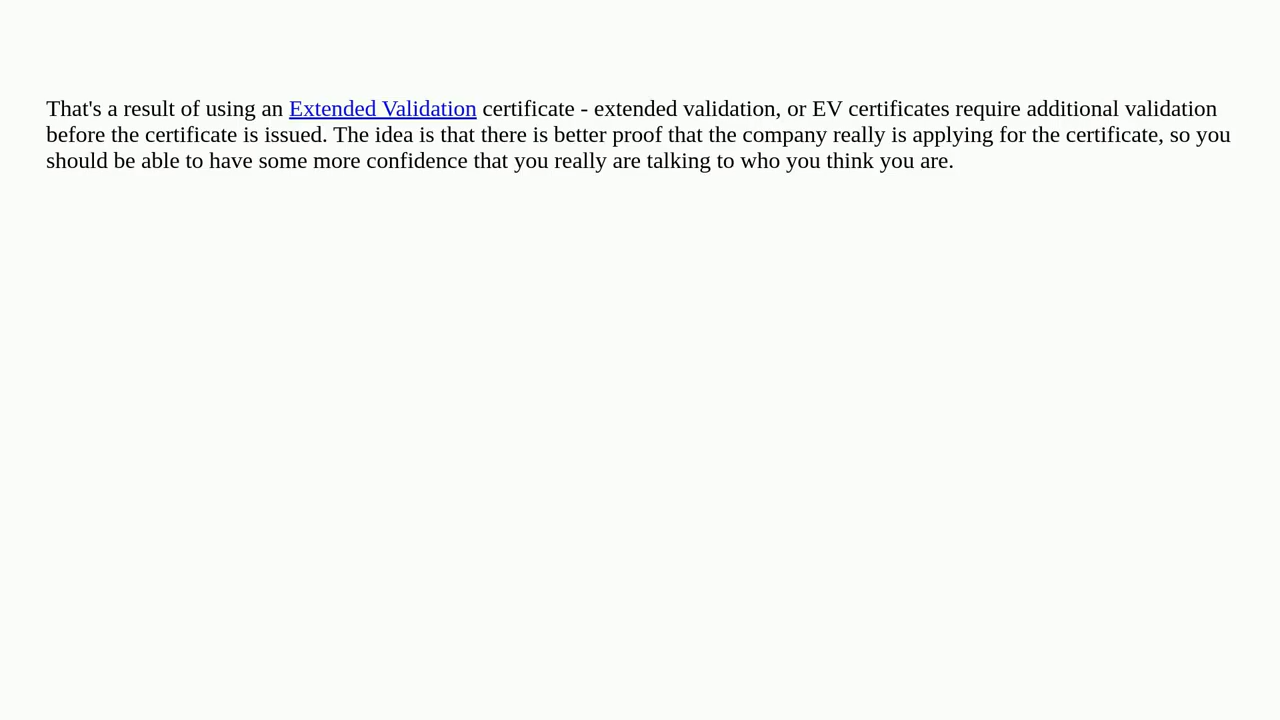 That's a result of using an Extended Validation certificate - extended validation, or EV certificates require additional validation
before the certificate is issued. The idea is that there is better proof that the company really is applying for the certificate, so you
should be able to have some more confidence that you really are talking to who you think you are.